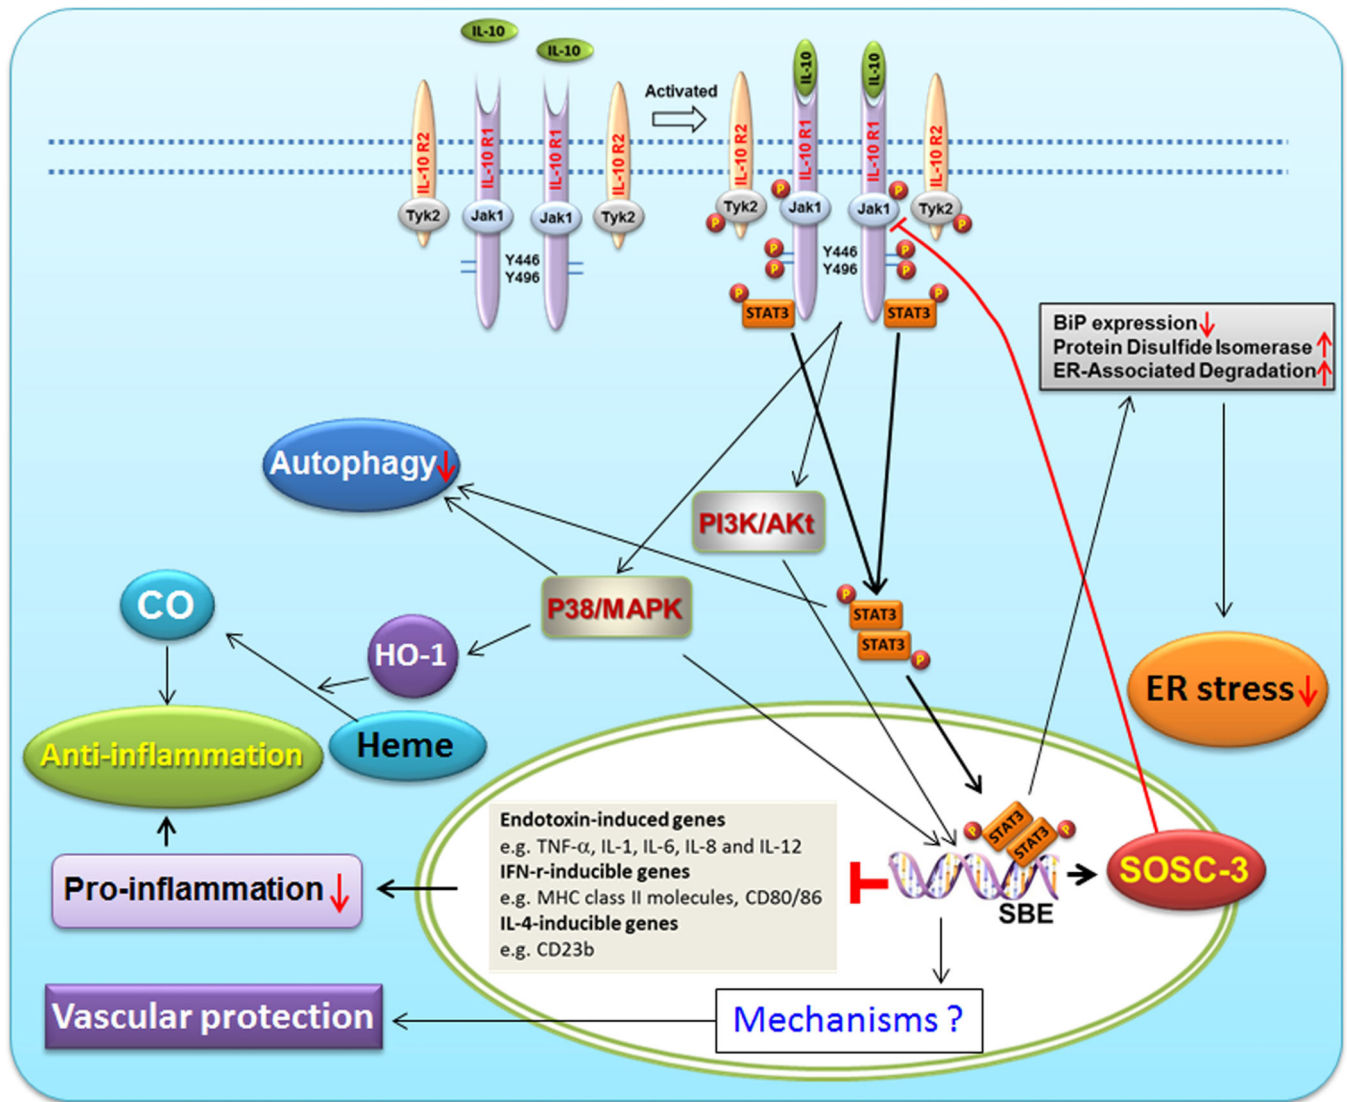 IL-10
IL-10
IL-10
IL-10
Activated
IL-10 R2
IL-10 R1
IL-10 R1
IL-10 R2
IL-10 R2
IL-10 R1
IL-10 R1
IL-10 R2
Tyk2
Jak1
Jak1
Tyk2
P
Tyk2
P
Jak1
Jak1
P
Tyk2
P
Y446
Y496
P
P
Y446
Y496
P
P
P
STAT3
STAT3
P
BiP expression
Protein Disulfide Isomerase
ER-Associated Degradation
Autophagy
PI3K/AKt
P38/MAPK
CO
HO-1
P
STAT3
STAT3
P
ER stress
Anti-inflammation
Heme
Endotoxin-induced genes
e.g. TNF-α, IL-1, IL-6, IL-8 and IL-12
IFN-r-inducible genes
e.g. MHC class II molecules, CD80/86
IL-4-inducible genes
e.g. CD23b
P
STAT3
STAT3
P
SBE
SOSC-3
Pro-inflammation
Vascular protection
Mechanisms ?